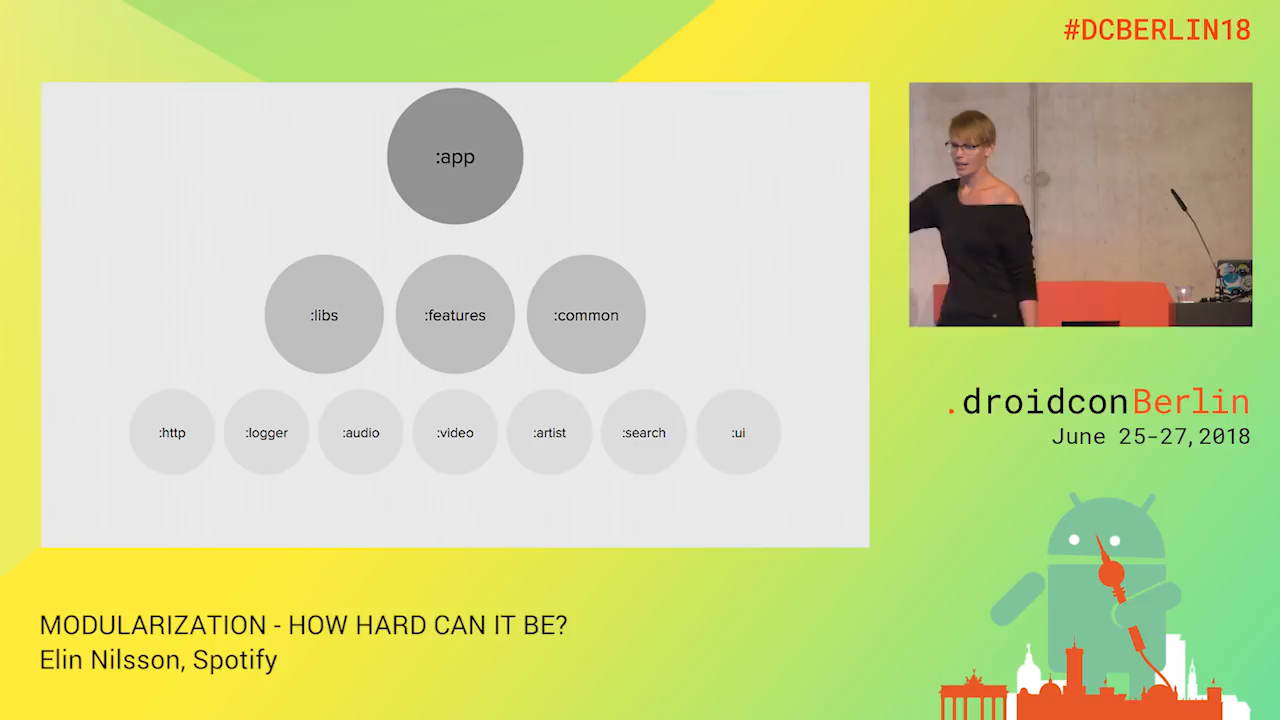 #DCBERLIN18
:app
:libs :features :common
:http :logger :audio :video :artist :search :ui
.droidconBerlin
June 25-27, 2018
MODULARIZATION - HOW HARD CAN IT BE?
Elin Nilsson, Spotify